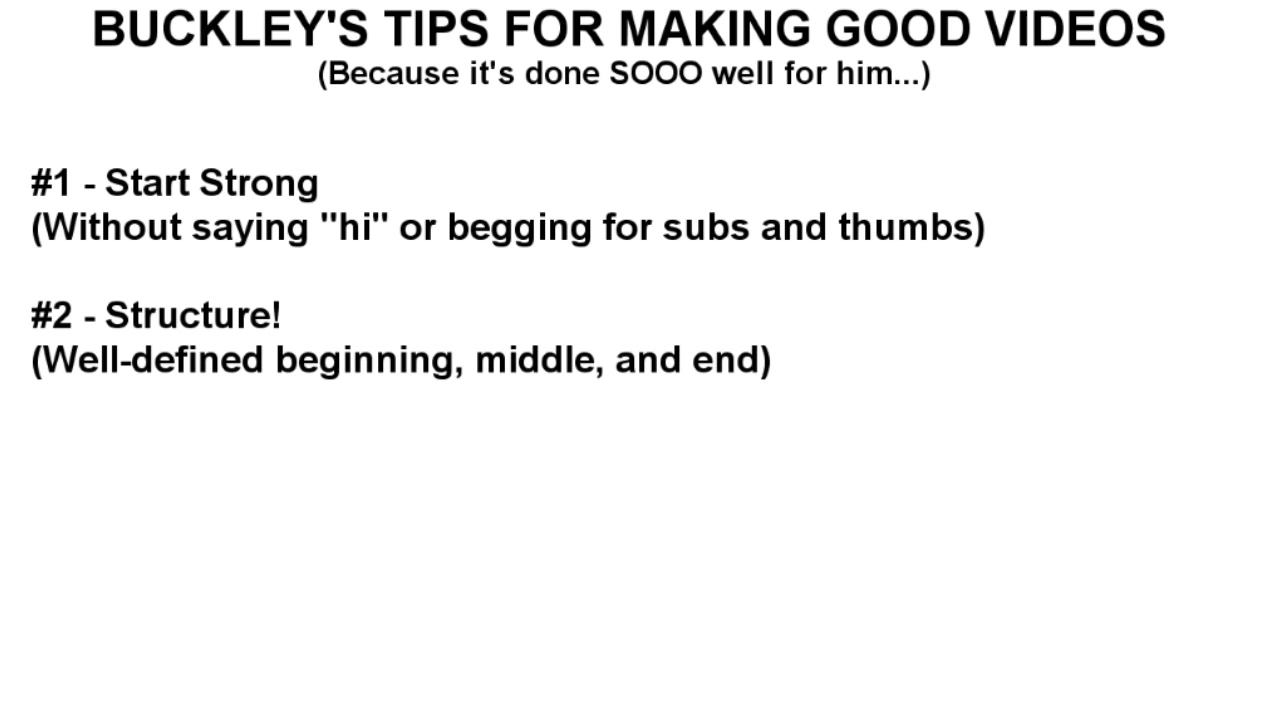 BUCKLEY'S TIPS FOR MAKING GOOD VIDEOS
(Because it's done SOOO well for him...)
#1 - Start Strong
(Without saying "hi" or begging for subs and thumbs)
#2 - Structure!
(Well-defined beginning, middle, and end)